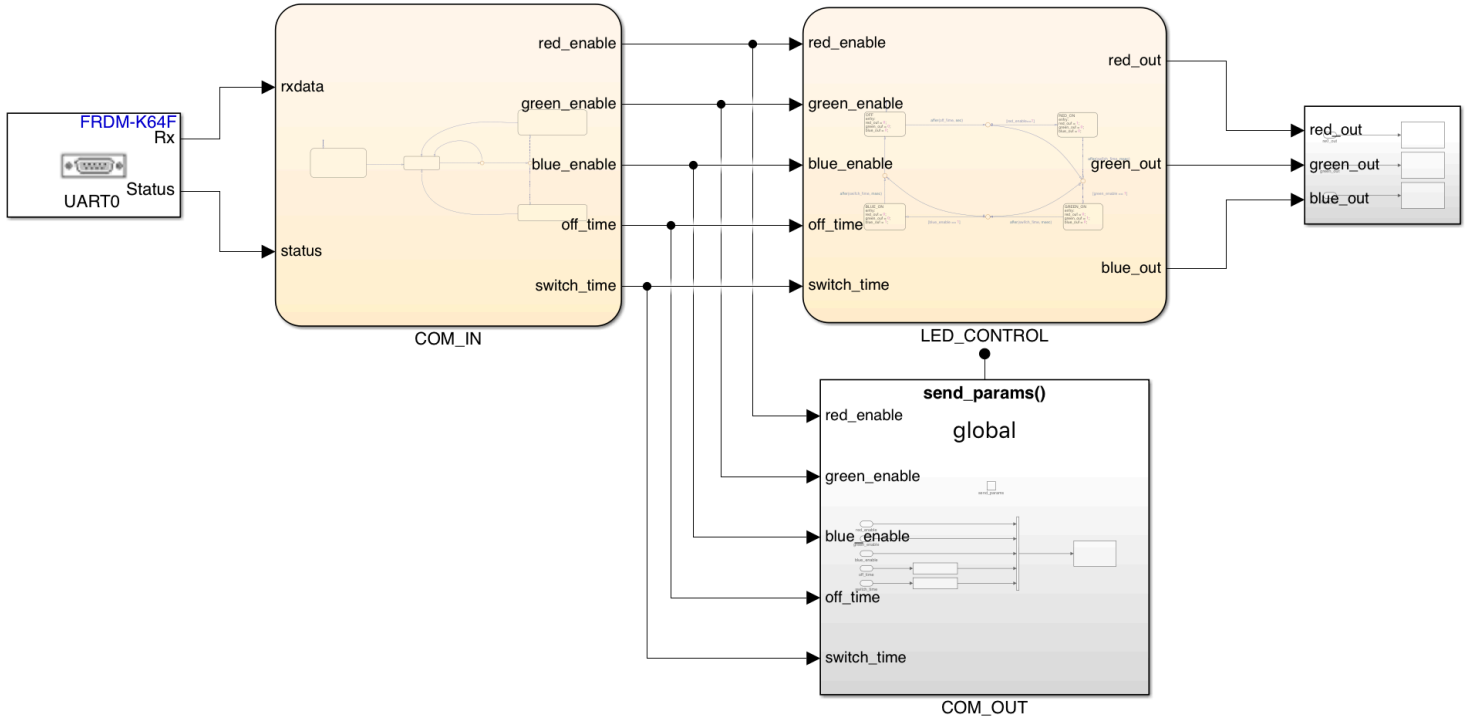 FRDM-K64F
Rx
Status
UART0
rxdata
status
red_enable
green_enable
blue_enable
off_time
switch_time
COM_IN
red_enable
green_enable
blue_enable
off_time
switch_time
red_out
green_out
blue_out
LED_CONTROL
red_out
green_out
blue_out
send_params()
global
red_enable
green_enable
blue_enable
off_time
switch_time
send_params
COM_OUT